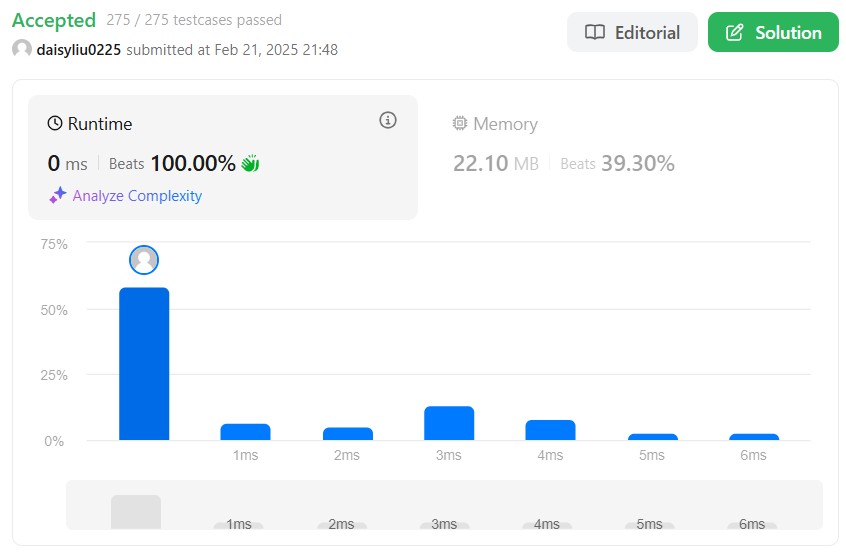 Accepted 275 / 275 testcases passed
daisyliu0225 submitted at Feb 21, 2025 21:48
Editorial
Solution
Runtime
0 ms Beats 100.00%
Analyze Complexity
Memory
22.10 MB Beats 39.30%
75%
50%
25%
0%
1ms 2ms 3ms 4ms 5ms 6ms
1ms 2ms 3ms 4ms 5ms 6ms